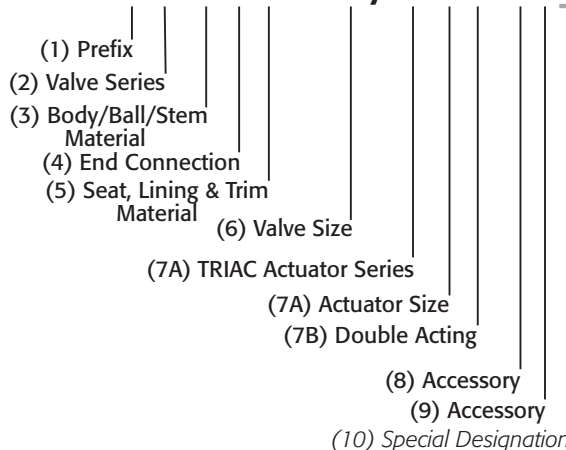 (1) Prefix
(2) Valve Series
(3) Body/Ball/Stem
Material
(4) End Connection
(5) Seat, Lining & Trim
Material
(6) Valve Size
(7A) TRIAC Actuator Series
(7A) Actuator Size
(7B) Double Acting
(8) Accessory
(9) Accessory
(10) Special Designation